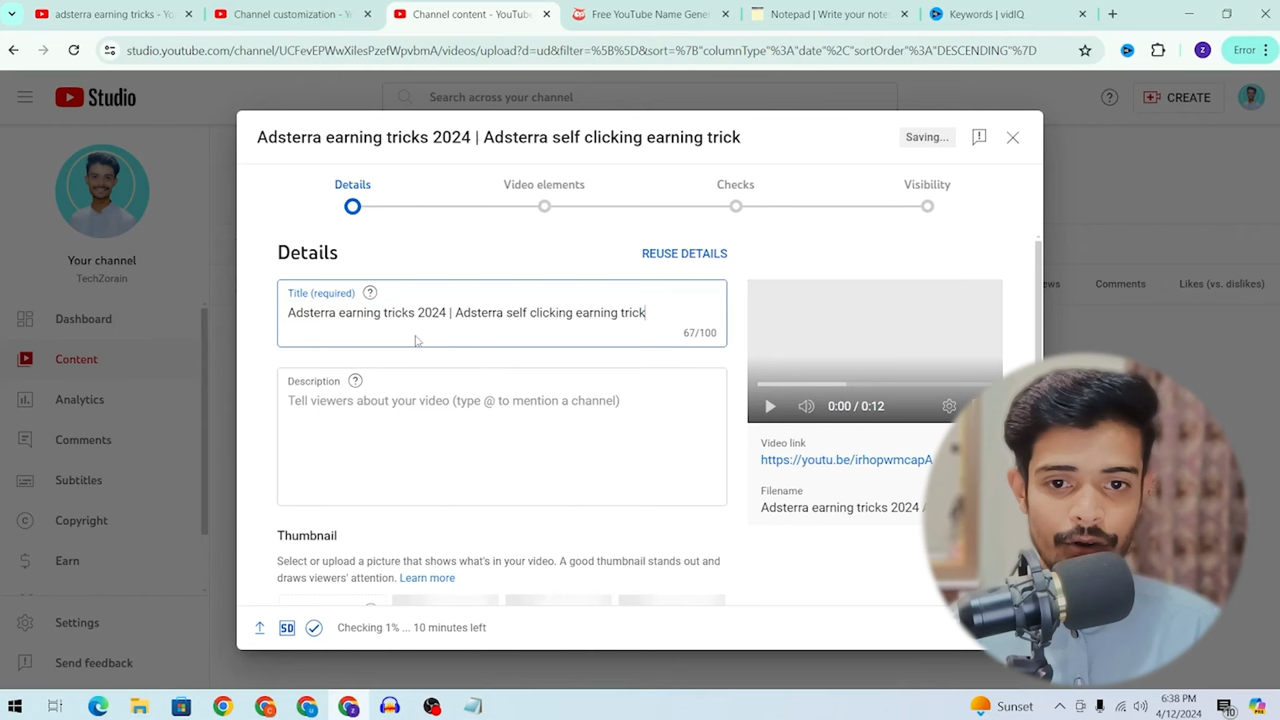 adsterra earning tricks - Yo
Channel customization - Yo
Channel content - YouTube
Free YouTube Name Gener
Notepad | Write your note
Keywords | vidIQ
studio.youtube.com/channel/UCFevEPWwXilesPzefWpvbmA/videos/upload?d=ud&filter=%5B%5D&sort=%7B"columnType"%3A"date"%2C"sortOrder"%3A"DESCENDING"%7D
Z
Error
Studio
Search across your channel
CREATE
Adsterra earning tricks 2024 | Adsterra self clicking earning trick
Saving...
Details
Video elements
Checks
Visibility
Your channel
TechZorain
Dashboard
Content
Analytics
Comments
Subtitles
Copyright
Earn
Settings
Send feedback
Details
REUSE DETAILS
Title (required)
Adsterra earning tricks 2024 | Adsterra self clicking earning trick
67/100
Description
Tell viewers about your video (type @ to mention a channel)
Thumbnail
Select or upload a picture that shows what's in your video. A good thumbnail stands out and
draws viewers' attention. Learn more
0:00 / 0:12
Video link
https://youtu.be/irhopwmcapA
Filename
Adsterra earning tricks 2024
Comments
Likes (vs. dislikes)
SD
Checking 1% ... 10 minutes left
Sunset
6:38 PM
4/12/2024
10